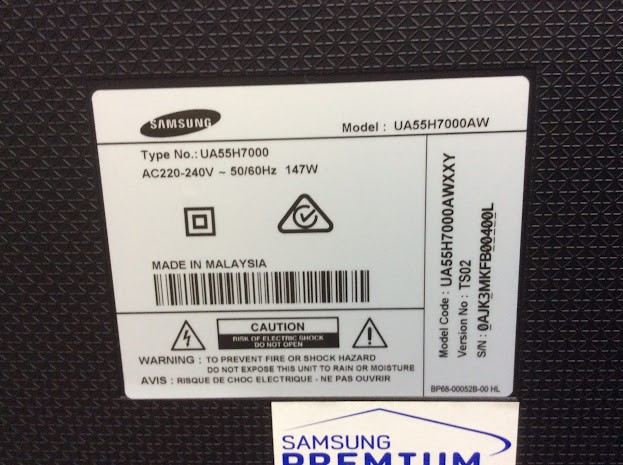 SAMSUNG
Model : UA55H7000AW
Type No.: UA55H7000
AC220-240V ~ 50/60Hz 147W
MADE IN MALAYSIA
CAUTION
RISK OF ELECTRIC SHOCK
DO NOT OPEN
WARNING : TO PREVENT FIRE OR SHOCK HAZARD
DO NOT EXPOSE THIS UNIT TO RAIN OR MOISTURE
AVIS : RISQUE DE CHOC ELECTRIQUE - NE PAS OUVRIR
Model Code : UA55H7000AWXXY
Version No : TS02
S/N : 0AJK3MKFB00400L
BP68-00052B-00 HL
SAMSUNG
PREMIUM